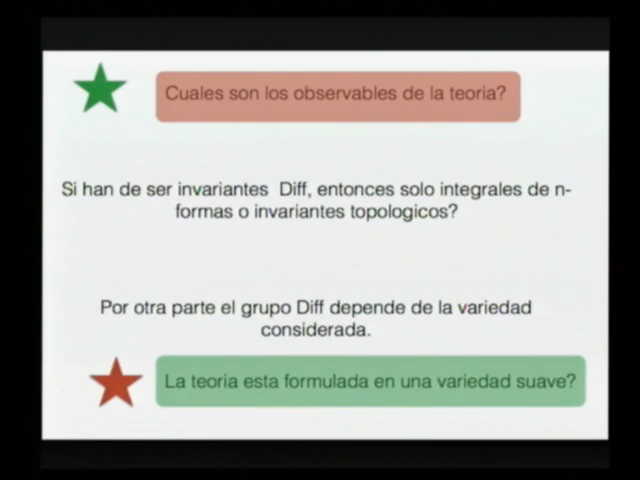 Cuales son los observables de la teoria?
Si han de ser invariantes Diff, entonces solo integrales de n-
formas o invariantes topologicos?
Por otra parte el grupo Diff depende de la variedad
considerada.
La teoria esta formulada en una variedad suave?